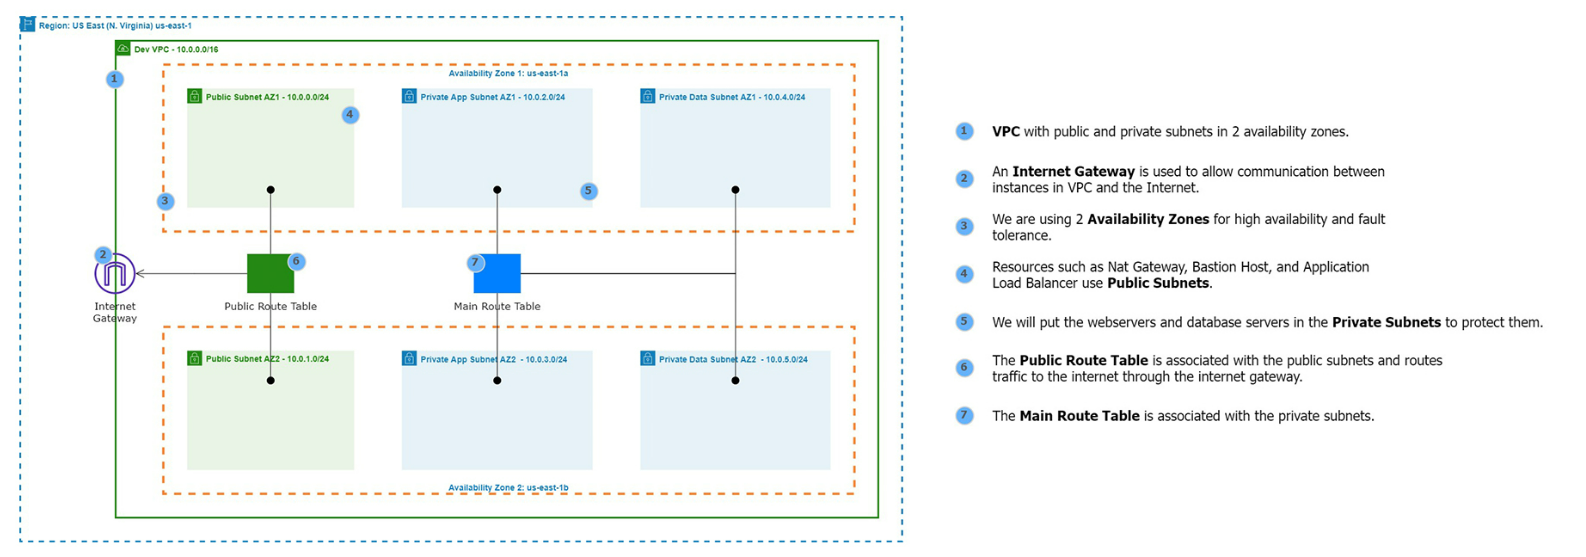 Region: US East (N. Virginia) us-east-1
Dev VPC - 10.0.0.0/16
1
Availability Zone 1: us-east-1a
Public Subnet AZ1 - 10.0.0.0/24
Private App Subnet AZ1 - 10.0.2.0/24
Private Data Subnet AZ1 - 10.0.4.0/24
4
5
3
2
6
7
Internet
Gateway
Public Route Table
Main Route Table
Public Subnet AZ2 - 10.0.1.0/24
Private App Subnet AZ2 - 10.0.3.0/24
Private Data Subnet AZ2 - 10.0.5.0/24
Availability Zone 2: us-east-1b
1 VPC with public and private subnets in 2 availability zones.
2 An Internet Gateway is used to allow communication between
instances in VPC and the Internet.
3 We are using 2 Availability Zones for high availability and fault
tolerance.
4 Resources such as Nat Gateway, Bastion Host, and Application
Load Balancer use Public Subnets.
5 We will put the webservers and database servers in the Private Subnets to protect them.
6 The Public Route Table is associated with the public subnets and routes
traffic to the internet through the internet gateway.
7 The Main Route Table is associated with the private subnets.